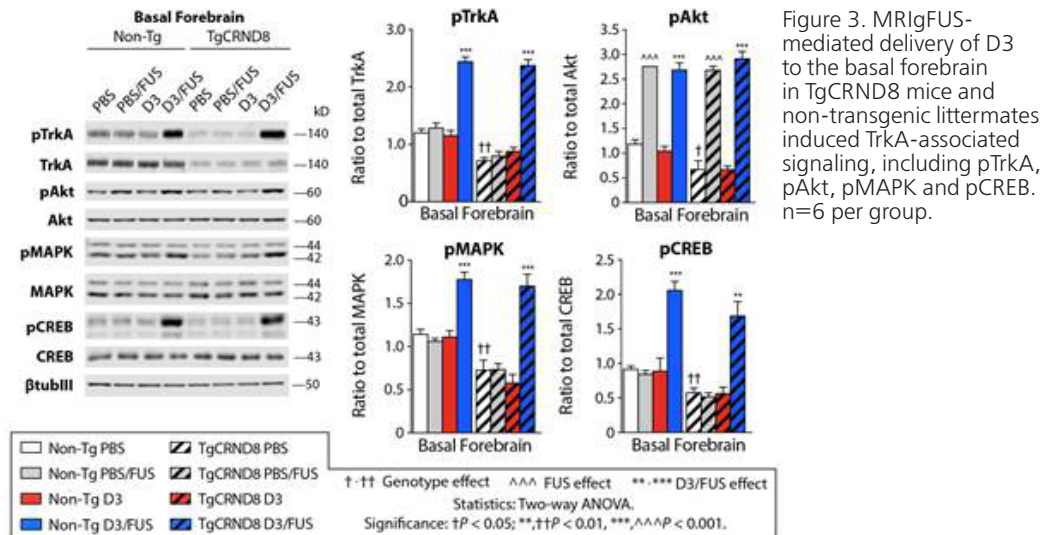 Basal Forebrain
Non-Tg TgCRND8
PBS PBS/FUS D3 D3/FUS PBS PBS/FUS D3 D3/FUS
kD
pTrkA —140
TrkA —140
pAkt —60
Akt —60
pMAPK —44
—42
MAPK —44
—42
pCREB —43
CREB —43
βtubIII —50
pTrkA
Ratio to total TrkA
3.0
2.0
1.0
0
***
††
***
Basal Forebrain
pAkt
Ratio to total Akt
3.5
3.0
2.5
2.0
1.5
1.0
0.5
0
^^^
***
†
^^^
***
Basal Forebrain
pMAPK
Ratio to total MAPK
2.0
1.5
1.0
0.5
0
***
††
***
Basal Forebrain
pCREB
Ratio to total CREB
2.5
2.0
1.5
1.0
0.5
0
***
††
**
Basal Forebrain
Figure 3. MRIgFUS-
mediated delivery of D3
to the basal forebrain
in TgCRND8 mice and
non-transgenic littermates
induced TrkA-associated
signaling, including pTrkA,
pAkt, pMAPK and pCREB.
n=6 per group.
Non-Tg PBS TgCRND8 PBS
Non-Tg PBS/FUS TgCRND8 PBS/FUS
Non-Tg D3 TgCRND8 D3
Non-Tg D3/FUS TgCRND8 D3/FUS
†-†† Genotype effect ^^^ FUS effect **-*** D3/FUS effect
Statistics: Two-way ANOVA.
Significance: †P < 0.05; **,††P < 0.01, ***,^^^P < 0.001.